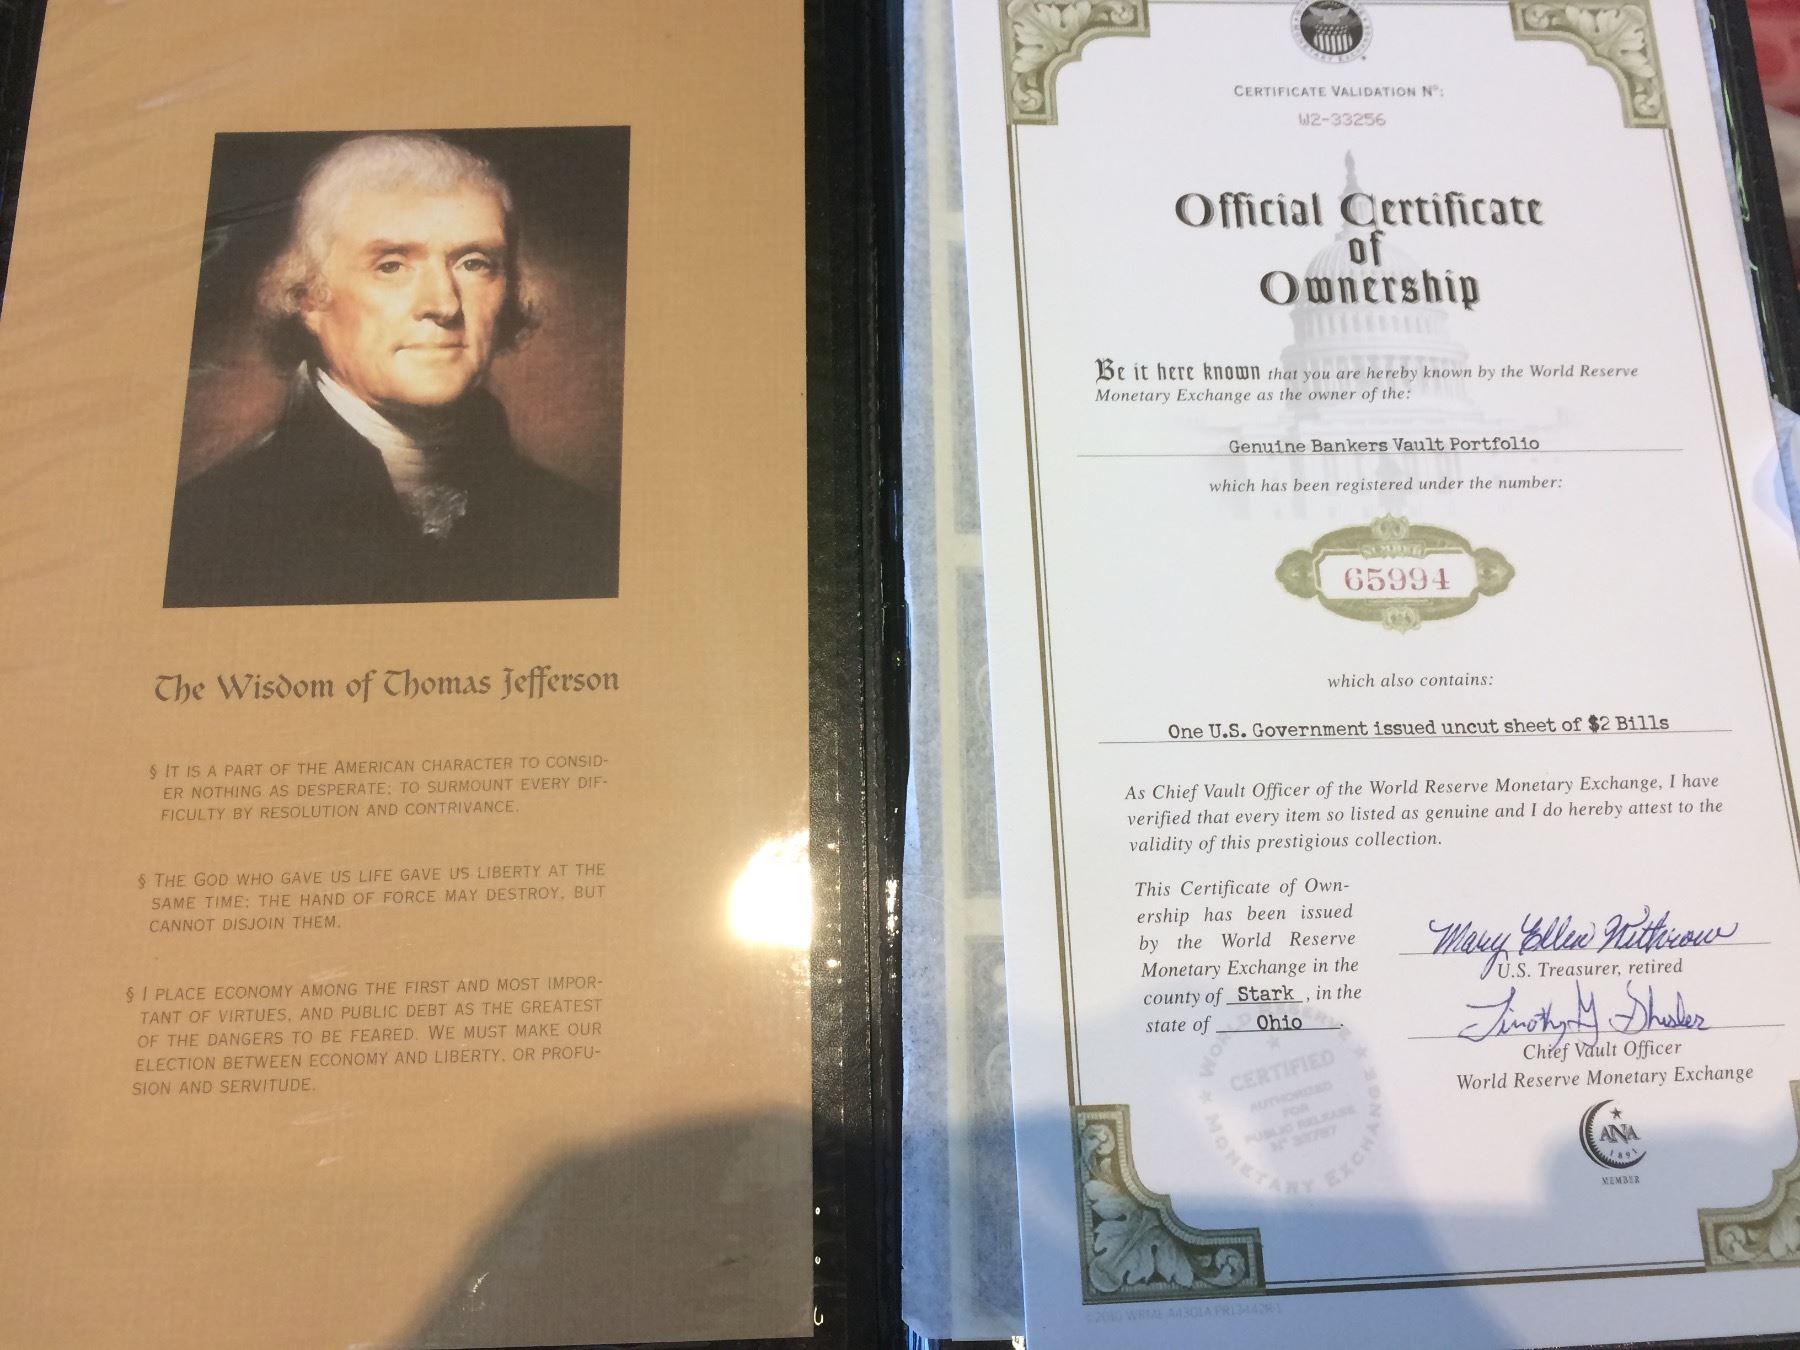 The Wisdom of Thomas Jefferson
§ IT IS A PART OF THE AMERICAN CHARACTER TO CONSID-
ER NOTHING AS DESPERATE; TO SURMOUNT EVERY DIF-
FICULTY BY RESOLUTION AND CONTRIVANCE.
§ THE GOD WHO GAVE US LIFE GAVE US LIBERTY AT THE
SAME TIME: THE HAND OF FORCE MAY DESTROY, BUT
CANNOT DISJOIN THEM.
§ I PLACE ECONOMY AMONG THE FIRST AND MOST IMPOR-
TANT OF VIRTUES, AND PUBLIC DEBT AS THE GREATEST
OF THE DANGERS TO BE FEARED. WE MUST MAKE OUR
ELECTION BETWEEN ECONOMY AND LIBERTY, OR PROFU-
SION AND SERVITUDE.
CERTIFICATE VALIDATION Nº:
W2-33256
Official Certificate
of
Ownership
Be it here known that you are hereby known by the World Reserve
Monetary Exchange as the owner of the:
Genuine Bankers Vault Portfolio
which has been registered under the number:
65994
which also contains:
One U.S. Government issued uncut sheet of $2 Bills
As Chief Vault Officer of the World Reserve Monetary Exchange, I have
verified that every item so listed as genuine and I do hereby attest to the
validity of this prestigious collection.
This Certificate of Own-
ership has been issued
by the World Reserve
Monetary Exchange in the
county of Stark, in the
state of Ohio.
Mary Ellen Withrow
U.S. Treasurer, retired
Timothy J Shisler
Chief Vault Officer
World Reserve Monetary Exchange
WORLD RESERVE MONETARY EXCHANGE
CERTIFIED
AUTHORIZED
FOR
PUBLIC RELEASE
ANA
1891
MEMBER